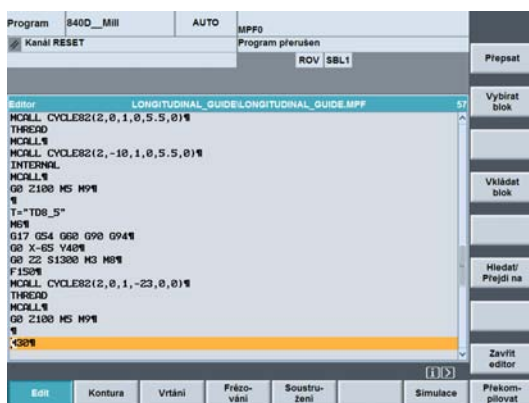 Program 840D__Mill AUTO MPF0
Kanál RESET Program přerušen
ROV SBL1
Přepsat
Editor LONGITUDINAL_GUIDE\LONGITUDINAL_GUIDE.MPF 57
Vybírat
blok
MCALL CYCLE82(2,0,1,0,5.5,0)¶
THREAD
MCALL¶
MCALL CYCLE82(2,-10,1,0,5.5,0)¶
INTERNAL
MCALL¶
G0 Z100 M5 M9¶
¶
T="TD8_5"
M6¶
G17 G54 G60 G90 G94¶
G0 X-65 Y40¶
G0 Z2 S1300 M3 M8¶
F150¶
MCALL CYCLE82(2,0,1,-23,0,0)¶
THREAD
MCALL¶
G0 Z100 M5 M9¶
¶
M30¶
Vkládat
blok
Hledat/
Přejdi na
Zavřít
editor
Edit Kontura Vrtání Frézo-
vání Soustru-
žení Simulace Překom-
pilovat